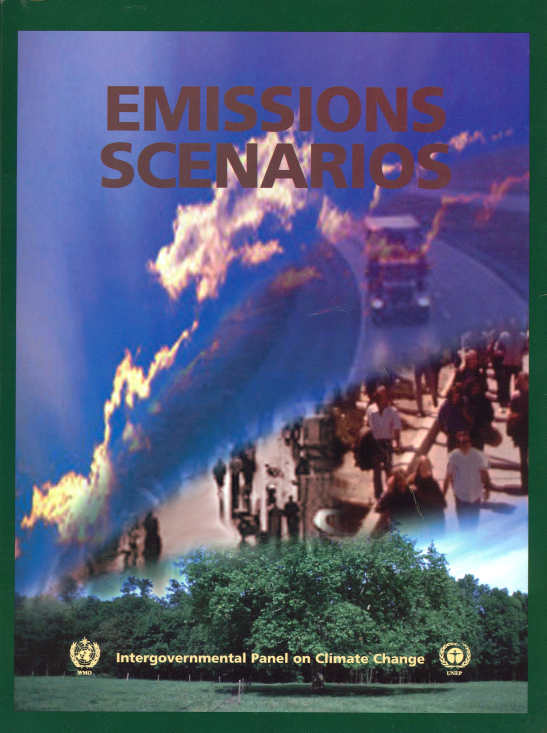 EMISSIONS
SCENARIOS
Intergovernmental Panel on Climate Change
WMO
UNEP